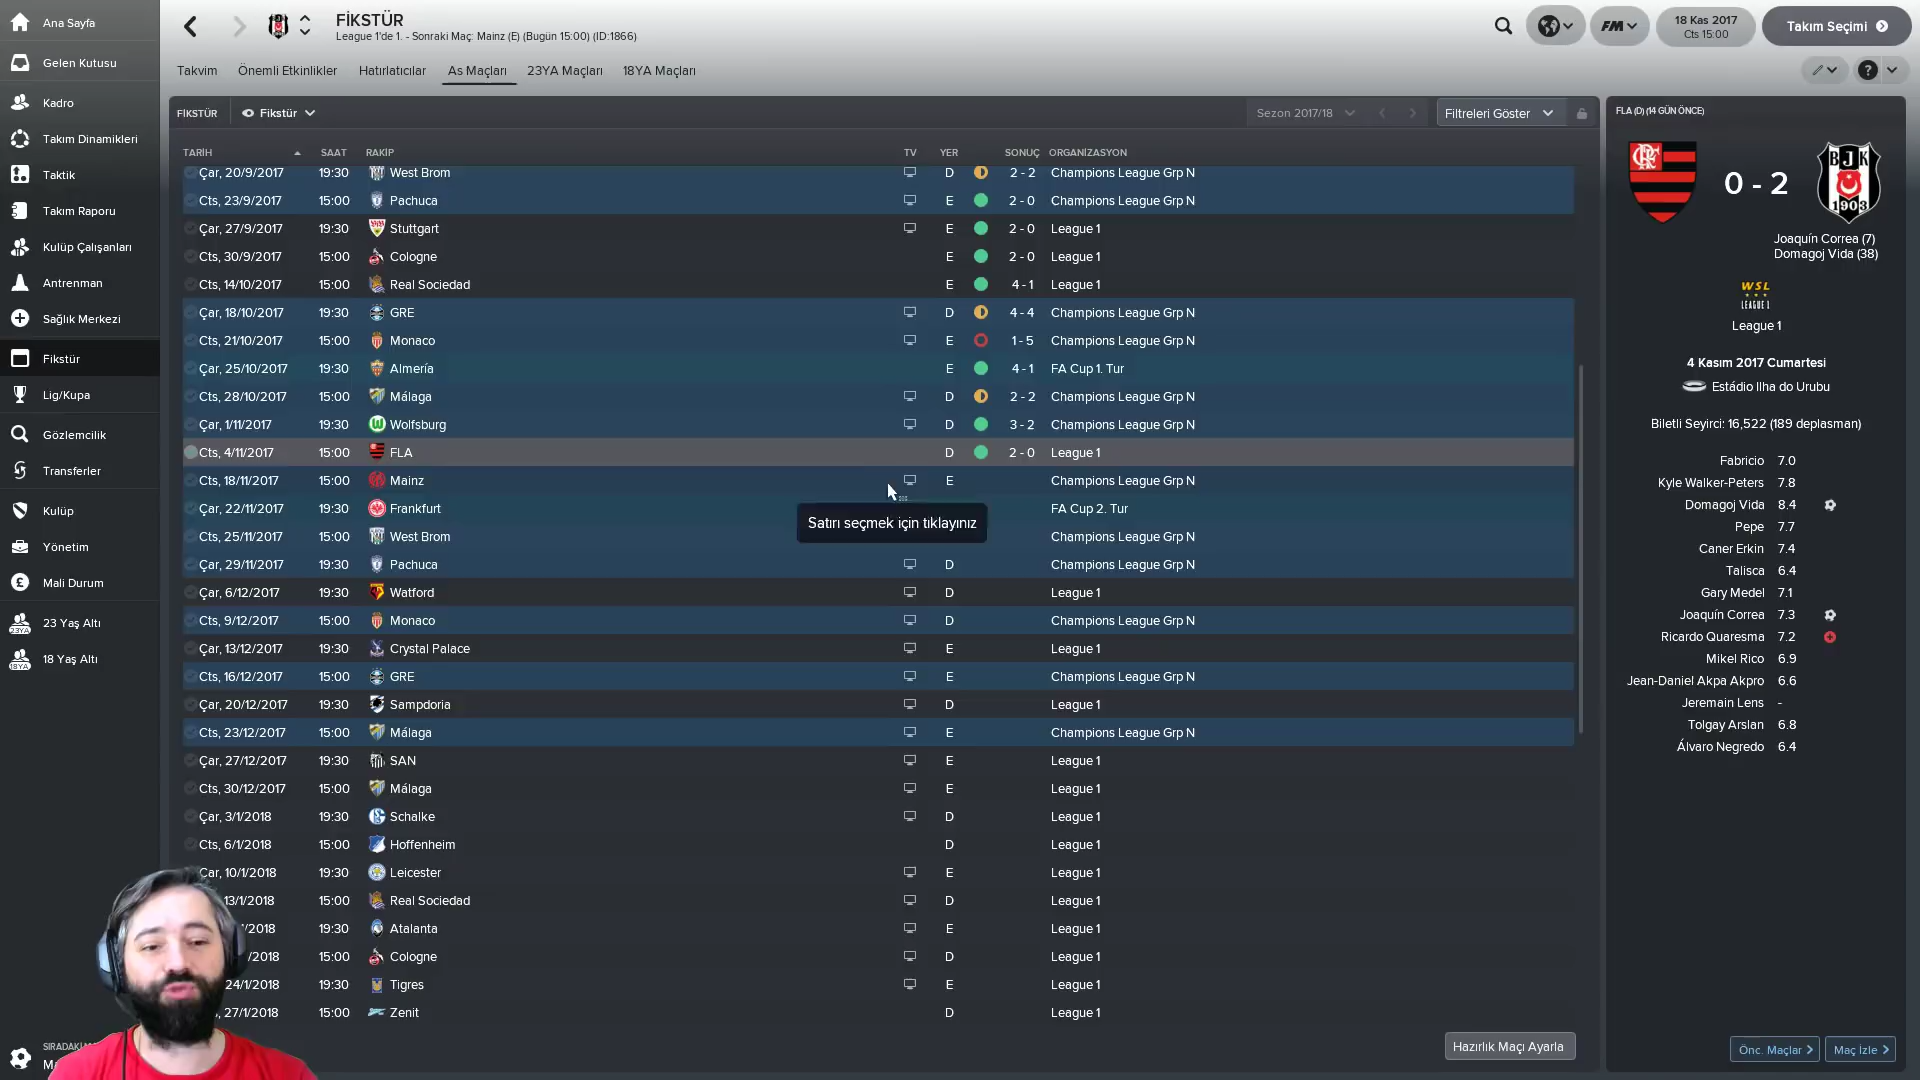 Ana Sayfa
Gelen Kutusu
Kadro
Takım Dinamikleri
Taktik
Takım Raporu
Kulüp Çalışanları
Antrenman
Sağlık Merkezi
Fikstür
Lig/Kupa
Gözlemcilik
Transferler
Kulüp
Yönetim
Mali Durum
23YA 23 Yaş Altı
18YA 18 Yaş Altı
FİKSTÜR
League 1'de 1. - Sonraki Maç: Mainz (E) (Bugün 15:00) (ID:1866)
FM
18 Kas 2017
Cts 15:00
Takım Seçimi
Takvim Önemli Etkinlikler Hatırlatıcılar As Maçları 23YA Maçları 18YA Maçları
FİKSTÜR Fikstür Sezon 2017/18 Filtreleri Göster
TARİH SAAT RAKİP TV YER SONUÇ ORGANİZASYON
Çar, 20/9/2017 19:30 West Brom D 2 - 2 Champions League Grp N
Cts, 23/9/2017 15:00 Pachuca E 2 - 0 Champions League Grp N
Çar, 27/9/2017 19:30 Stuttgart E 2 - 0 League 1
Cts, 30/9/2017 15:00 Cologne E 2 - 0 League 1
Cts, 14/10/2017 15:00 Real Sociedad E 4 - 1 League 1
Çar, 18/10/2017 19:30 GRE D 4 - 4 Champions League Grp N
Cts, 21/10/2017 15:00 Monaco E 1 - 5 Champions League Grp N
Çar, 25/10/2017 19:30 Almería E 4 - 1 FA Cup 1. Tur
Cts, 28/10/2017 15:00 Málaga D 2 - 2 Champions League Grp N
Çar, 1/11/2017 19:30 Wolfsburg D 3 - 2 Champions League Grp N
Cts, 4/11/2017 15:00 FLA D 2 - 0 League 1
Cts, 18/11/2017 15:00 Mainz E Champions League Grp N
Çar, 22/11/2017 19:30 Frankfurt FA Cup 2. Tur
Satırı seçmek için tıklayınız
Cts, 25/11/2017 15:00 West Brom Champions League Grp N
Çar, 29/11/2017 19:30 Pachuca D Champions League Grp N
Çar, 6/12/2017 19:30 Watford D League 1
Cts, 9/12/2017 15:00 Monaco D Champions League Grp N
Çar, 13/12/2017 19:30 Crystal Palace E League 1
Cts, 16/12/2017 15:00 GRE E Champions League Grp N
Çar, 20/12/2017 19:30 Sampdoria D League 1
Cts, 23/12/2017 15:00 Málaga E Champions League Grp N
Çar, 27/12/2017 19:30 SAN E League 1
Cts, 30/12/2017 15:00 Málaga E League 1
Çar, 3/1/2018 19:30 Schalke D League 1
Cts, 6/1/2018 15:00 Hoffenheim D League 1
Çar, 10/1/2018 19:30 Leicester E League 1
13/1/2018 15:00 Real Sociedad D League 1
/2018 19:30 Atalanta E League 1
/2018 15:00 Cologne D League 1
24/1/2018 19:30 Tigres E League 1
, 27/1/2018 15:00 Zenit D League 1
Hazırlık Maçı Ayarla
FLA (D) (14 GÜN ÖNCE)
CRF
0 - 2
BJK
1903
Joaquín Correa (7)
Domagoj Vida (38)
WSL
LEAGUE 1
League 1
4 Kasım 2017 Cumartesi
Estádio Ilha do Urubu
Biletli Seyirci: 16,522 (189 deplasman)
Fabricio 7.0
Kyle Walker-Peters 7.8
Domagoj Vida 8.4
Pepe 7.7
Caner Erkin 7.4
Talisca 6.4
Gary Medel 7.1
Joaquín Correa 7.3
Ricardo Quaresma 7.2
Mikel Rico 6.9
Jean-Daniel Akpa Akpro 6.6
Jeremain Lens -
Tolgay Arslan 6.8
Álvaro Negredo 6.4
Önc. Maçlar
Maç İzle